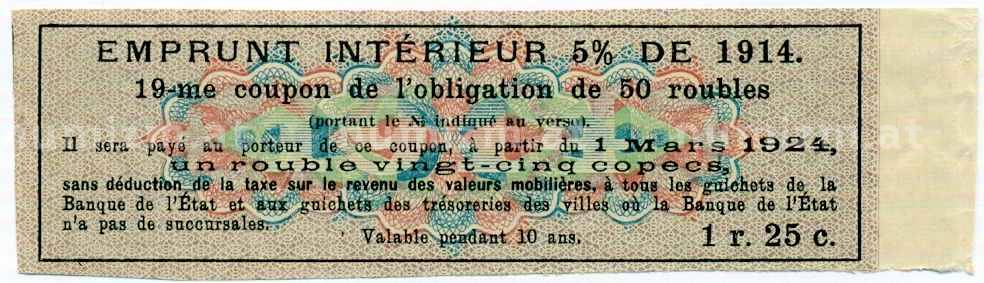 EMPRUNT INTÉRIEUR 5% DE 1914.
19-me coupon de l'obligation de 50 roubles
(portant le № indiqué au verso).
Il sera payé au porteur de ce coupon, à partir du 1 Mars 1924,
un rouble vingt-cinq copecs,
sans déduction de la taxe sur le revenu des valeurs mobilières, à tous les guichets de la
Banque de l'État et aux guichets des trésoreries des villes où la Banque de l'État
n'a pas de succursales.
Valable pendant 10 ans.
1 r. 25 c.